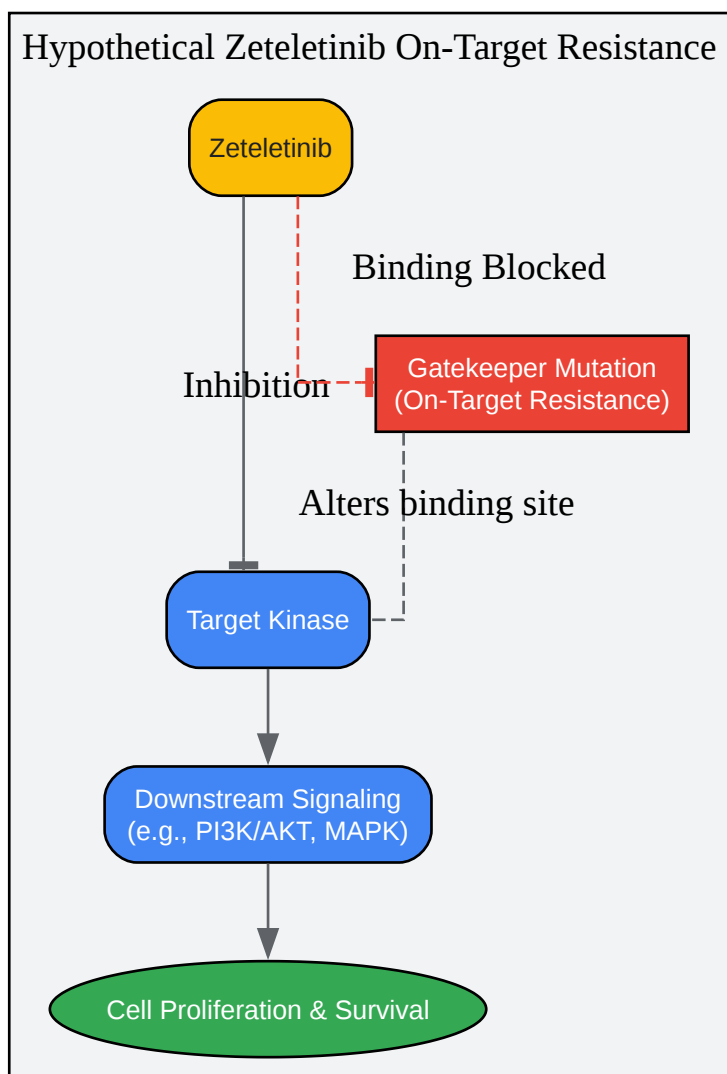 Hypothetical Zeteletinib On-Target Resistance
Zeteletinib
Binding Blocked
Inhibition
Gatekeeper Mutation
(On-Target Resistance)
Alters binding site
Target Kinase
Downstream Signaling
(e.g., PI3K/AKT, MAPK)
Cell Proliferation & Survival